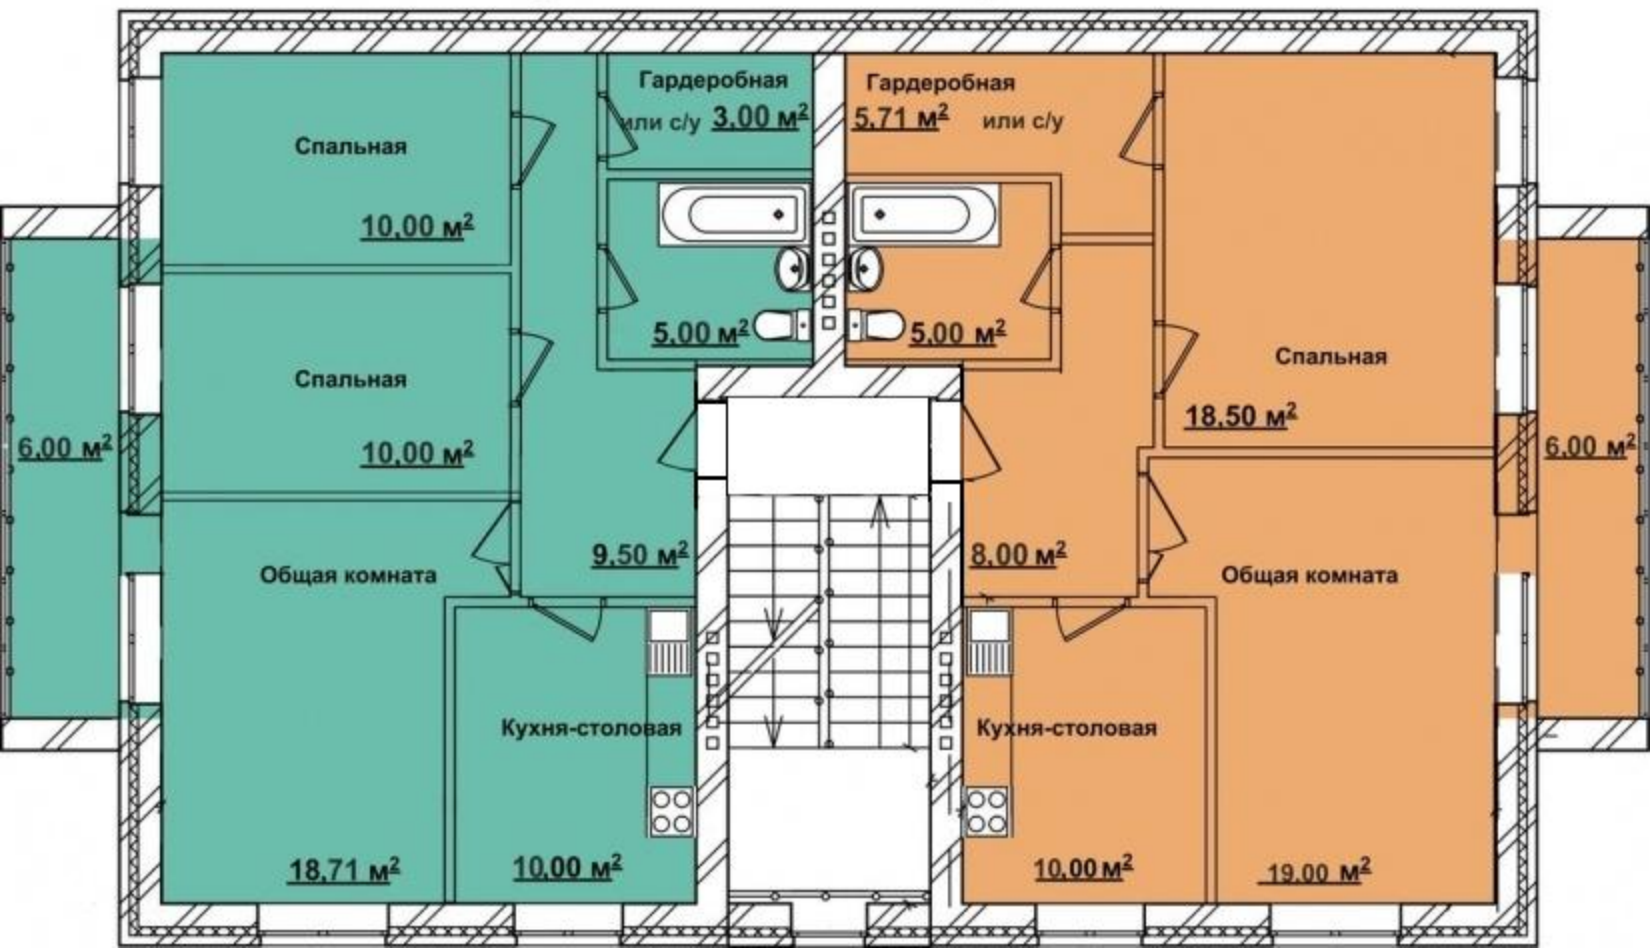 Гардеробная
или с/у 3,00 м²
Гардеробная
5,71 м² или с/у
Спальная
10,00 м²
5,00 м²
5,00 м²
Спальная
18,50 м²
Спальная
10,00 м²
6,00 м²
6,00 м²
9,50 м²
8,00 м²
Общая комната
Общая комната
Кухня-столовая
Кухня-столовая
18,71 м²
10,00 м²
10,00 м²
19,00 м²